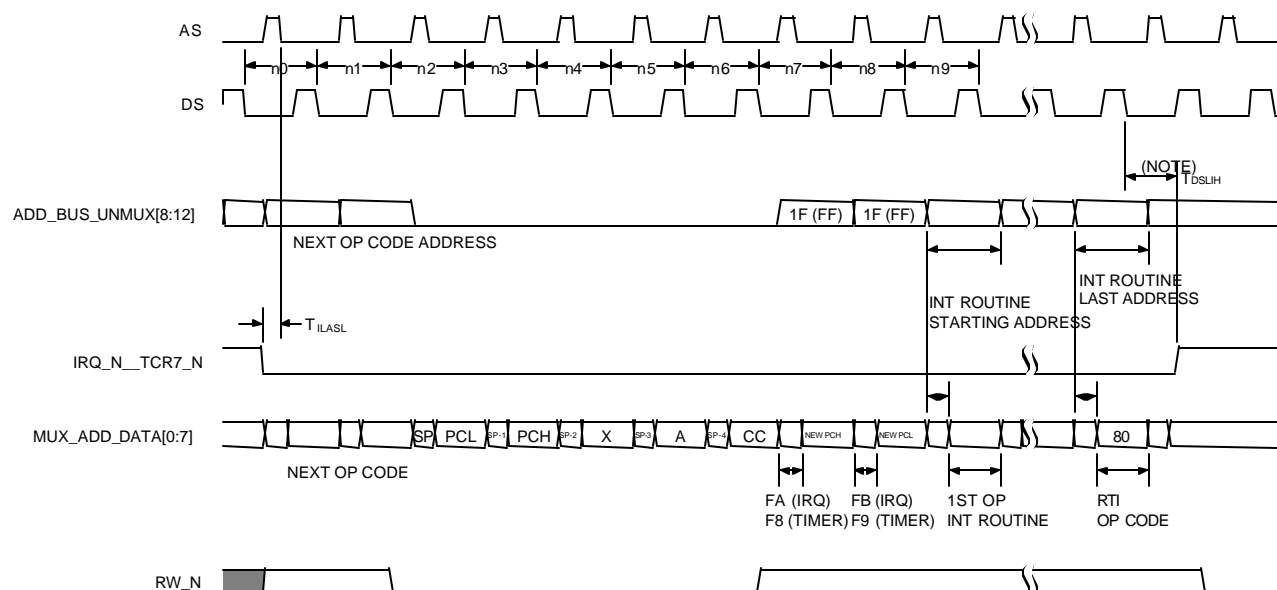 AS
n0 n1 n2 n3 n4 n5 n6 n7 n8 n9
DS
(NOTE)
TDSLIH
ADD_BUS_UNMUX[8:12]
1F (FF) 1F (FF)
NEXT OP CODE ADDRESS
INT ROUTINE
LAST ADDRESS
INT ROUTINE
STARTING ADDRESS
TILASL
IRQ_N__TCR7_N
MUX_ADD_DATA[0:7]
SP PCL SP-1 PCH SP-2 X SP-3 A SP-4 CC NEW PCH NEW PCL 80
NEXT OP CODE
FA (IRQ)
F8 (TIMER)
FB (IRQ)
F9 (TIMER)
1ST OP
INT ROUTINE
RTI
OP CODE
RW_N